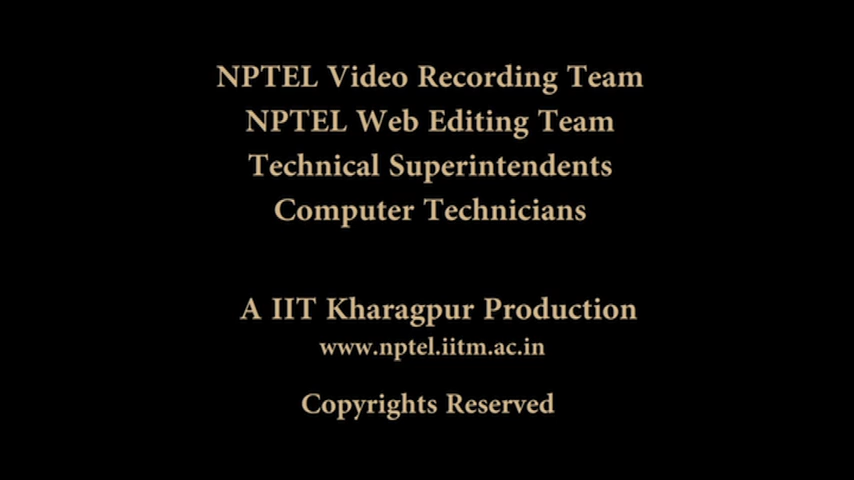 NPTEL Video Recording Team
NPTEL Web Editing Team
Technical Superintendents
Computer Technicians
A IIT Kharagpur Production
www.nptel.iitm.ac.in
Copyrights Reserved